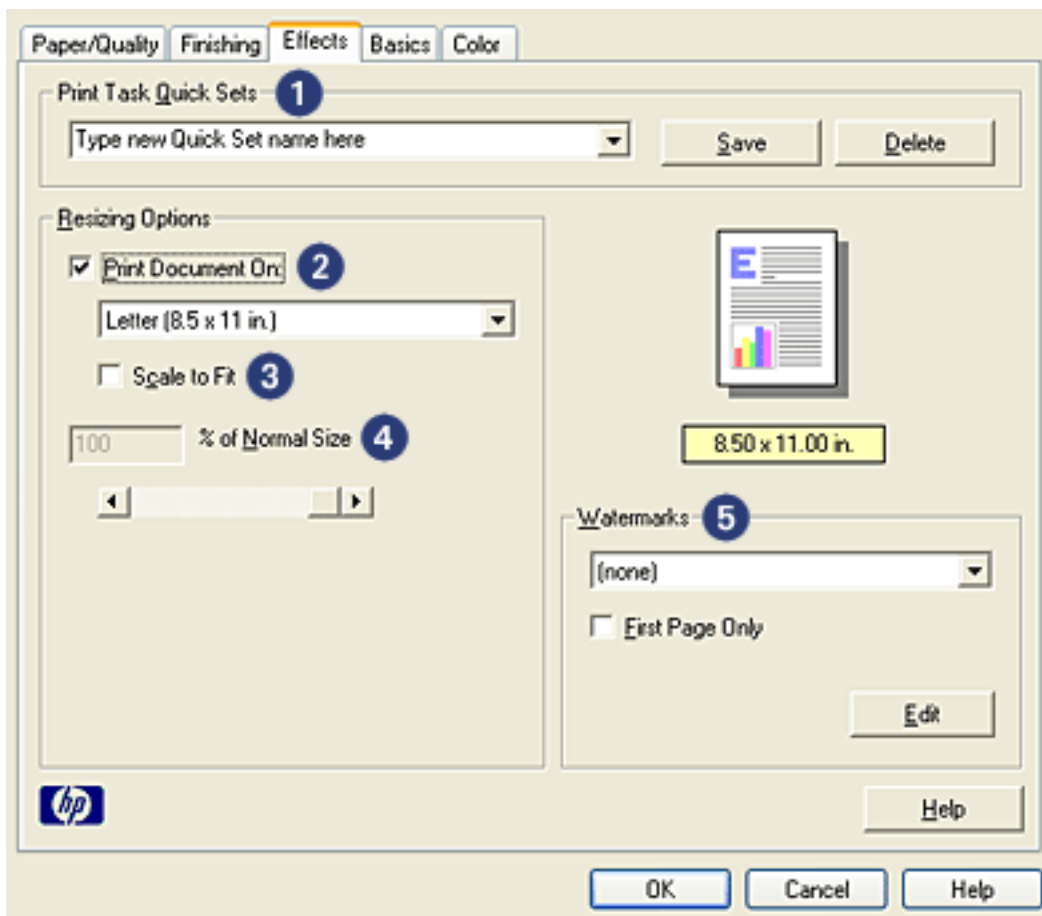 Paper/Quality Finishing Effects Basics Color
Print Task Quick Sets 1
Type new Quick Set name here Save Delete
Resizing Options
Print Document On: 2
Letter (8.5 x 11 in.)
Scale to Fit 3
100 % of Normal Size 4
E
8.50 x 11.00 in.
Watermarks 5
(none)
First Page Only
Edit
hp Help
OK Cancel Help